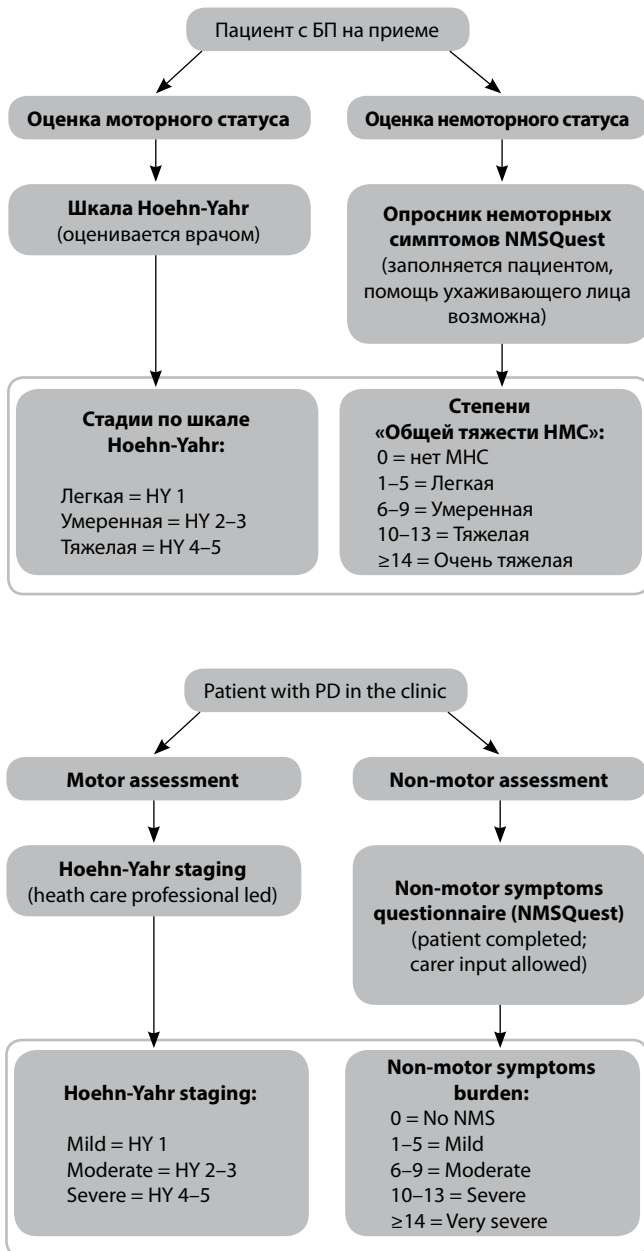 Пациент с БП на приеме
Оценка моторного статуса
Оценка немоторного статуса
Шкала Hoehn-Yahr
(оценивается врачом)
Опросник немоторных
симптомов NMSQuest
(заполняется пациентом,
помощь ухаживающего лица
возможна)
Стадии по шкале
Hoehn-Yahr:
Легкая = HY 1
Умеренная = HY 2–3
Тяжелая = HY 4–5
Степени
«Общей тяжести НМС»:
0 = нет МНС
1–5 = Легкая
6–9 = Умеренная
10–13 = Тяжелая
≥14 = Очень тяжелая
Patient with PD in the clinic
Motor assessment
Non-motor assessment
Hoehn-Yahr staging
(heath care professional led)
Non-motor symptoms
questionnaire (NMSQuest)
(patient completed;
carer input allowed)
Hoehn-Yahr staging:
Mild = HY 1
Moderate = HY 2–3
Severe = HY 4–5
Non-motor symptoms
burden:
0 = No NMS
1–5 = Mild
6–9 = Moderate
10–13 = Severe
≥14 = Very severe